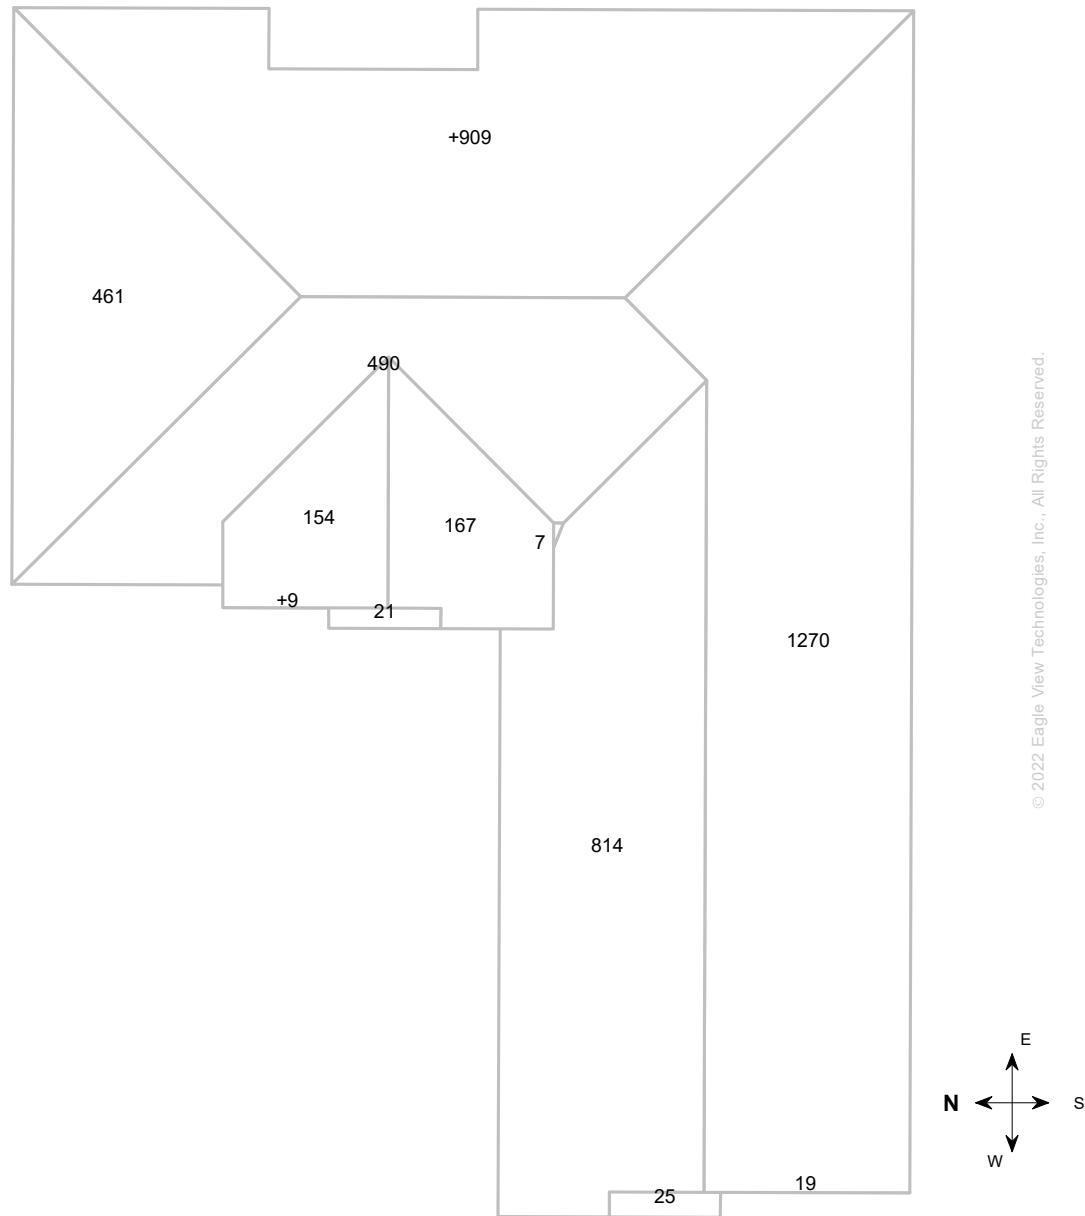 +909
461
490
154
167
7
+9
21
1270
814
25
19
E
N
S
W
© 2022 Eagle View Technologies, Inc., All Rights Reserved.